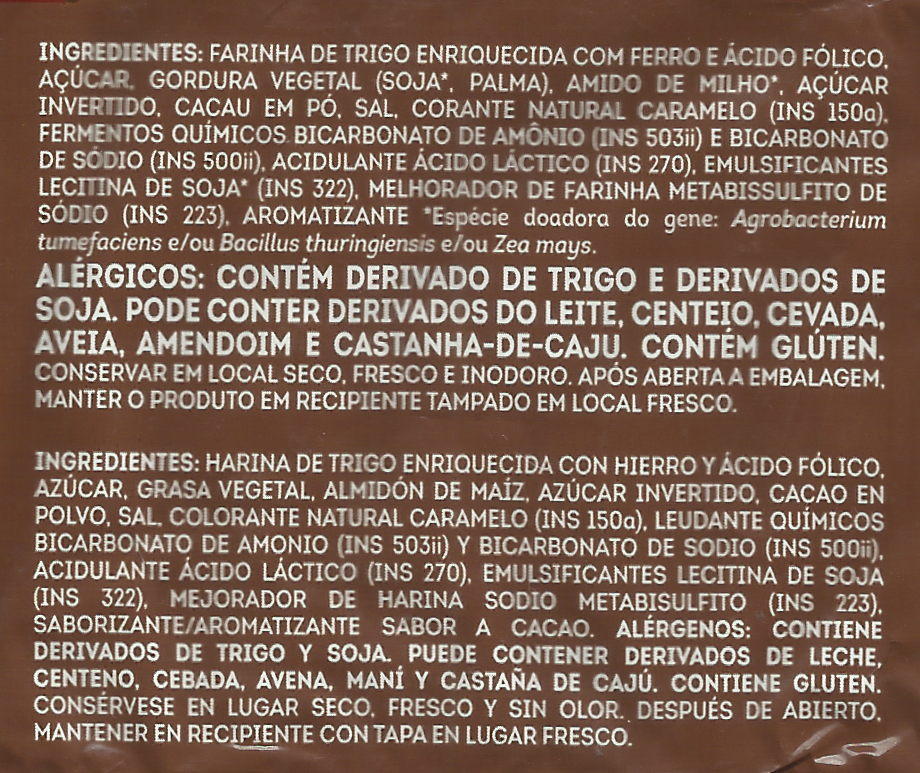 INGREDIENTES: FARINHA DE TRIGO ENRIQUECIDA COM FERRO E ÁCIDO FÓLICO,
AÇÚCAR, GORDURA VEGETAL (SOJA*, PALMA), AMIDO DE MILHO*, AÇÚCAR
INVERTIDO, CACAU EM PÓ, SAL, CORANTE NATURAL CARAMELO (INS 150a),
FERMENTOS QUÍMICOS BICARBONATO DE AMÔNIO (INS 503ii) E BICARBONATO
DE SÓDIO (INS 500ii), ACIDULANTE ÁCIDO LÁCTICO (INS 270), EMULSIFICANTES
LECITINA DE SOJA* (INS 322), MELHORADOR DE FARINHA METABISSULFITO DE
SÓDIO (INS 223), AROMATIZANTE *Espécie doadora do gene: Agrobacterium
tumefaciens e/ou Bacillus thuringiensis e/ou Zea mays.
ALÉRGICOS: CONTÉM DERIVADO DE TRIGO E DERIVADOS DE
SOJA. PODE CONTER DERIVADOS DO LEITE, CENTEIO, CEVADA,
AVEIA, AMENDOIM E CASTANHA-DE-CAJU. CONTÉM GLÚTEN.
CONSERVAR EM LOCAL SECO, FRESCO E INODORO. APÓS ABERTA A EMBALAGEM,
MANTER O PRODUTO EM RECIPIENTE TAMPADO EM LOCAL FRESCO.
INGREDIENTES: HARINA DE TRIGO ENRIQUECIDA CON HIERRO Y ÁCIDO FÓLICO,
AZÚCAR, GRASA VEGETAL, ALMIDÓN DE MAÍZ, AZÚCAR INVERTIDO, CACAO EN
POLVO, SAL, COLORANTE NATURAL CARAMELO (INS 150a), LEUDANTE QUÍMICOS
BICARBONATO DE AMONIO (INS 503ii) Y BICARBONATO DE SODIO (INS 500ii),
ACIDULANTE ÁCIDO LÁCTICO (INS 270), EMULSIFICANTES LECITINA DE SOJA
(INS 322), MEJORADOR DE HARINA SODIO METABISULFITO (INS 223),
SABORIZANTE/AROMATIZANTE SABOR A CACAO. ALÉRGENOS: CONTIENE
DERIVADOS DE TRIGO Y SOJA. PUEDE CONTENER DERIVADOS DE LECHE,
CENTENO, CEBADA, AVENA, MANÍ Y CASTAÑA DE CAJÚ. CONTIENE GLUTEN.
CONSÉRVESE EN LUGAR SECO, FRESCO Y SIN OLOR. DESPUÉS DE ABIERTO,
MANTENER EN RECIPIENTE CON TAPA EN LUGAR FRESCO.